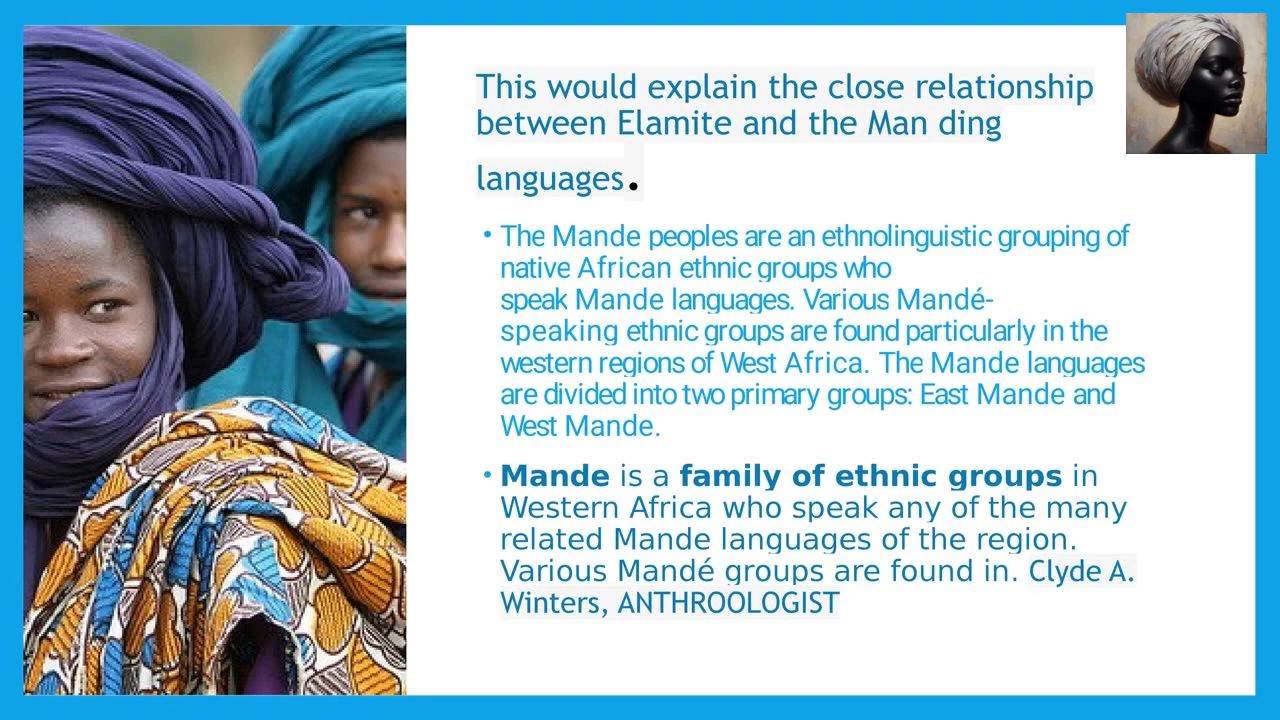 This would explain the close relationship
between Elamite and the Man ding
languages.
• The Mande peoples are an ethnolinguistic grouping of
native African ethnic groups who
speak Mande languages. Various Mandé-
speaking ethnic groups are found particularly in the
western regions of West Africa. The Mande languages
are divided into two primary groups: East Mande and
West Mande.
• Mande is a family of ethnic groups in
Western Africa who speak any of the many
related Mande languages of the region.
Various Mandé groups are found in. Clyde A.
Winters, ANTHROOLOGIST